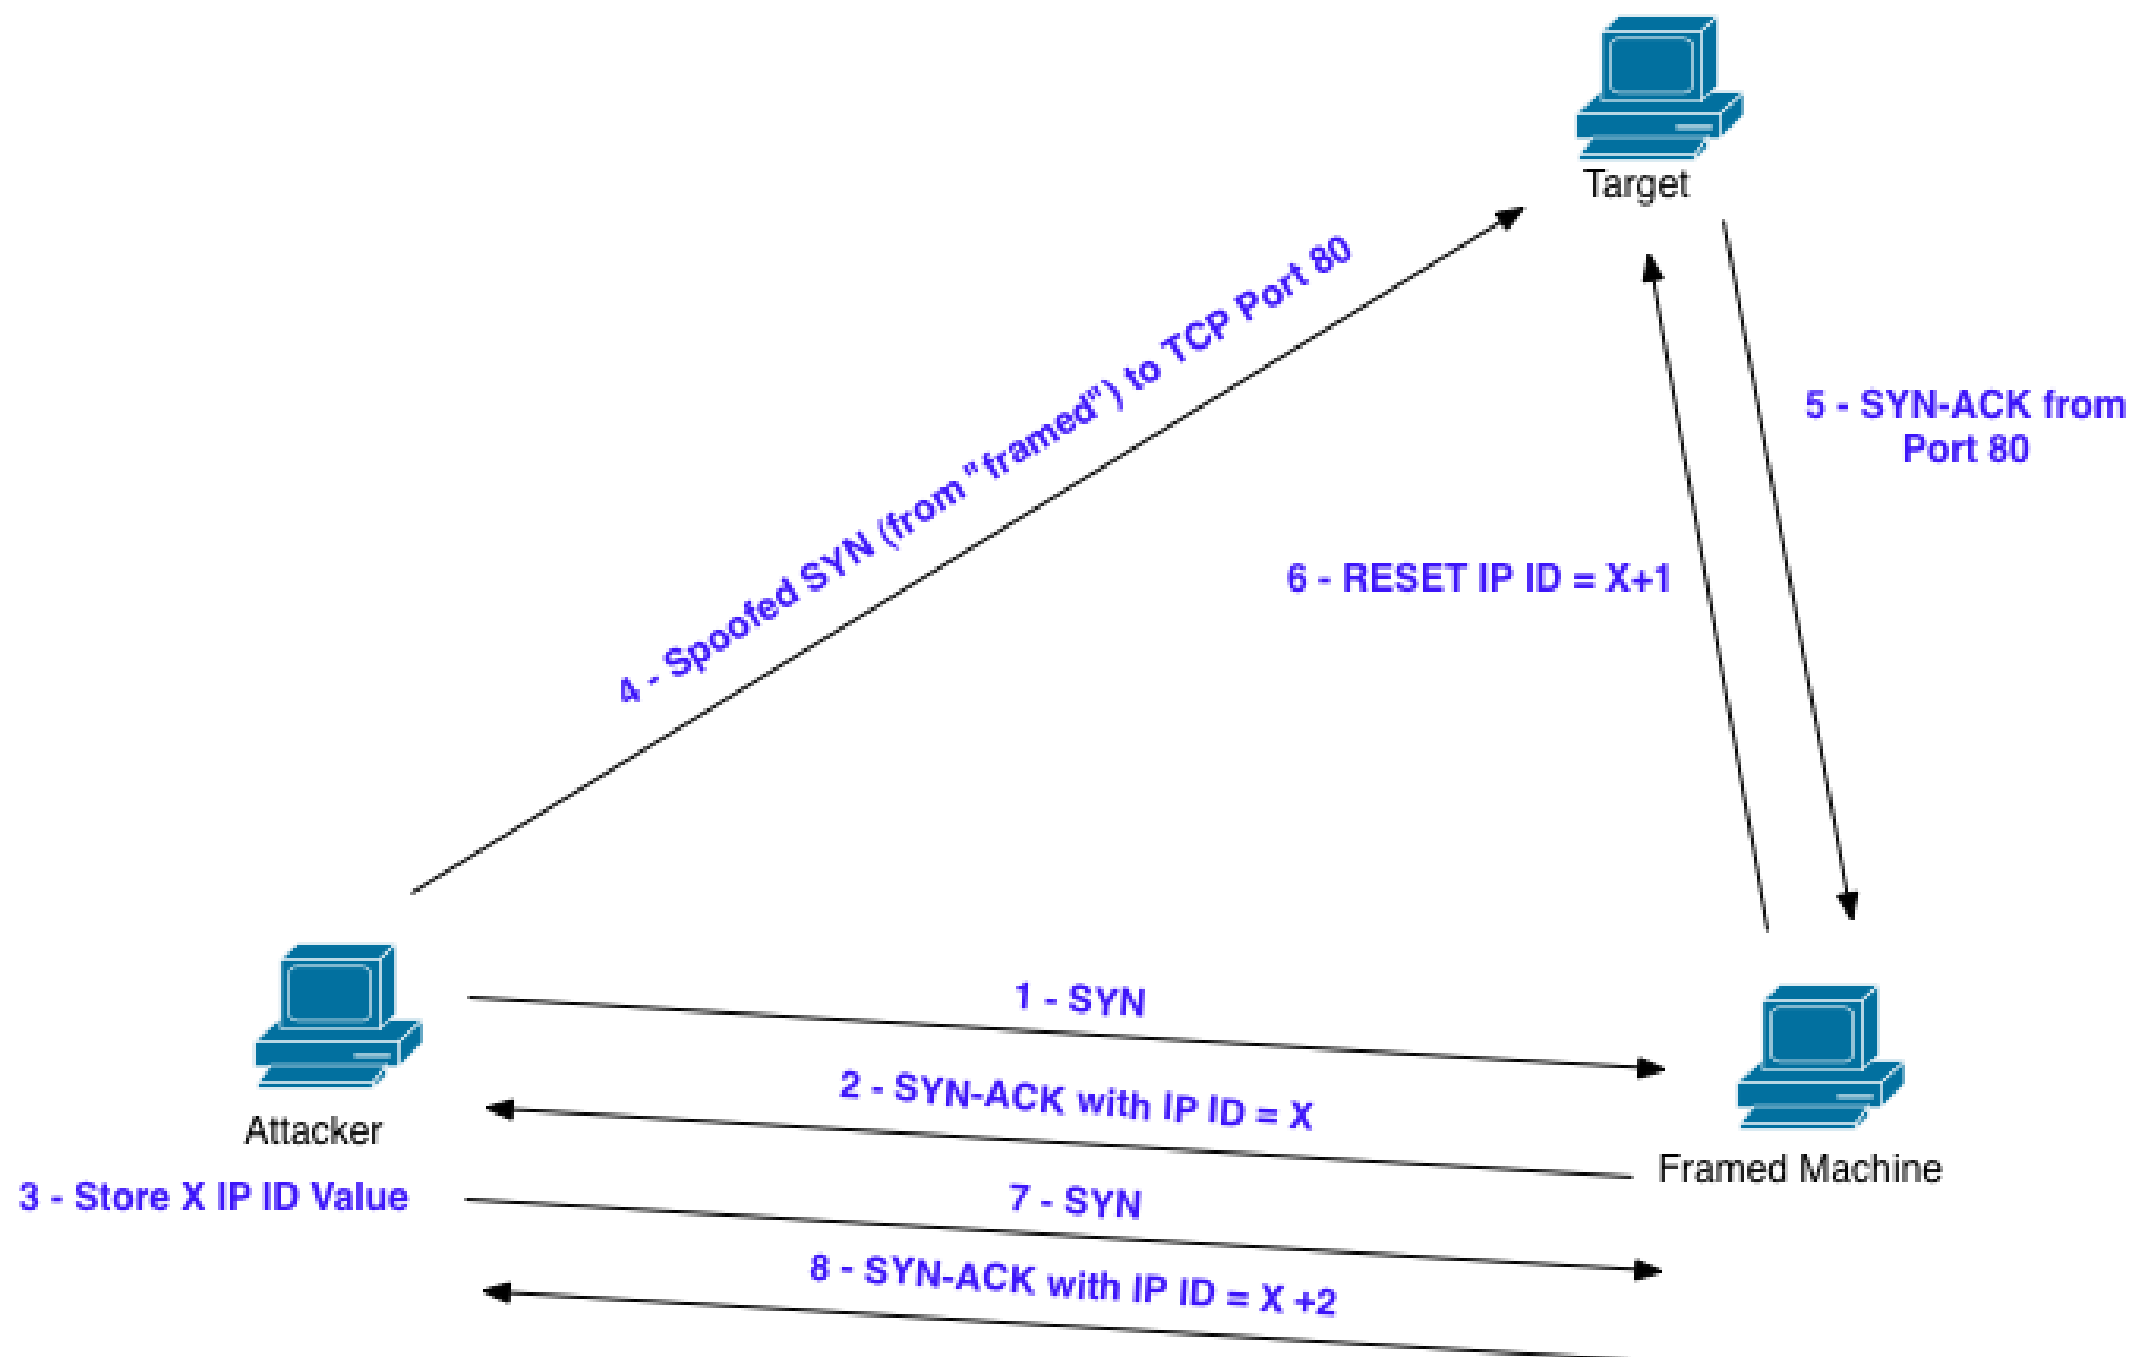 Target
4 - Spoofed SYN (from "framed") to TCP Port 80
5 - SYN-ACK from
Port 80
6 - RESET IP ID = X+1
1 - SYN
2 - SYN-ACK with IP ID = X
Attacker
Framed Machine
3 - Store X IP ID Value
7 - SYN
8 - SYN-ACK with IP ID = X +2